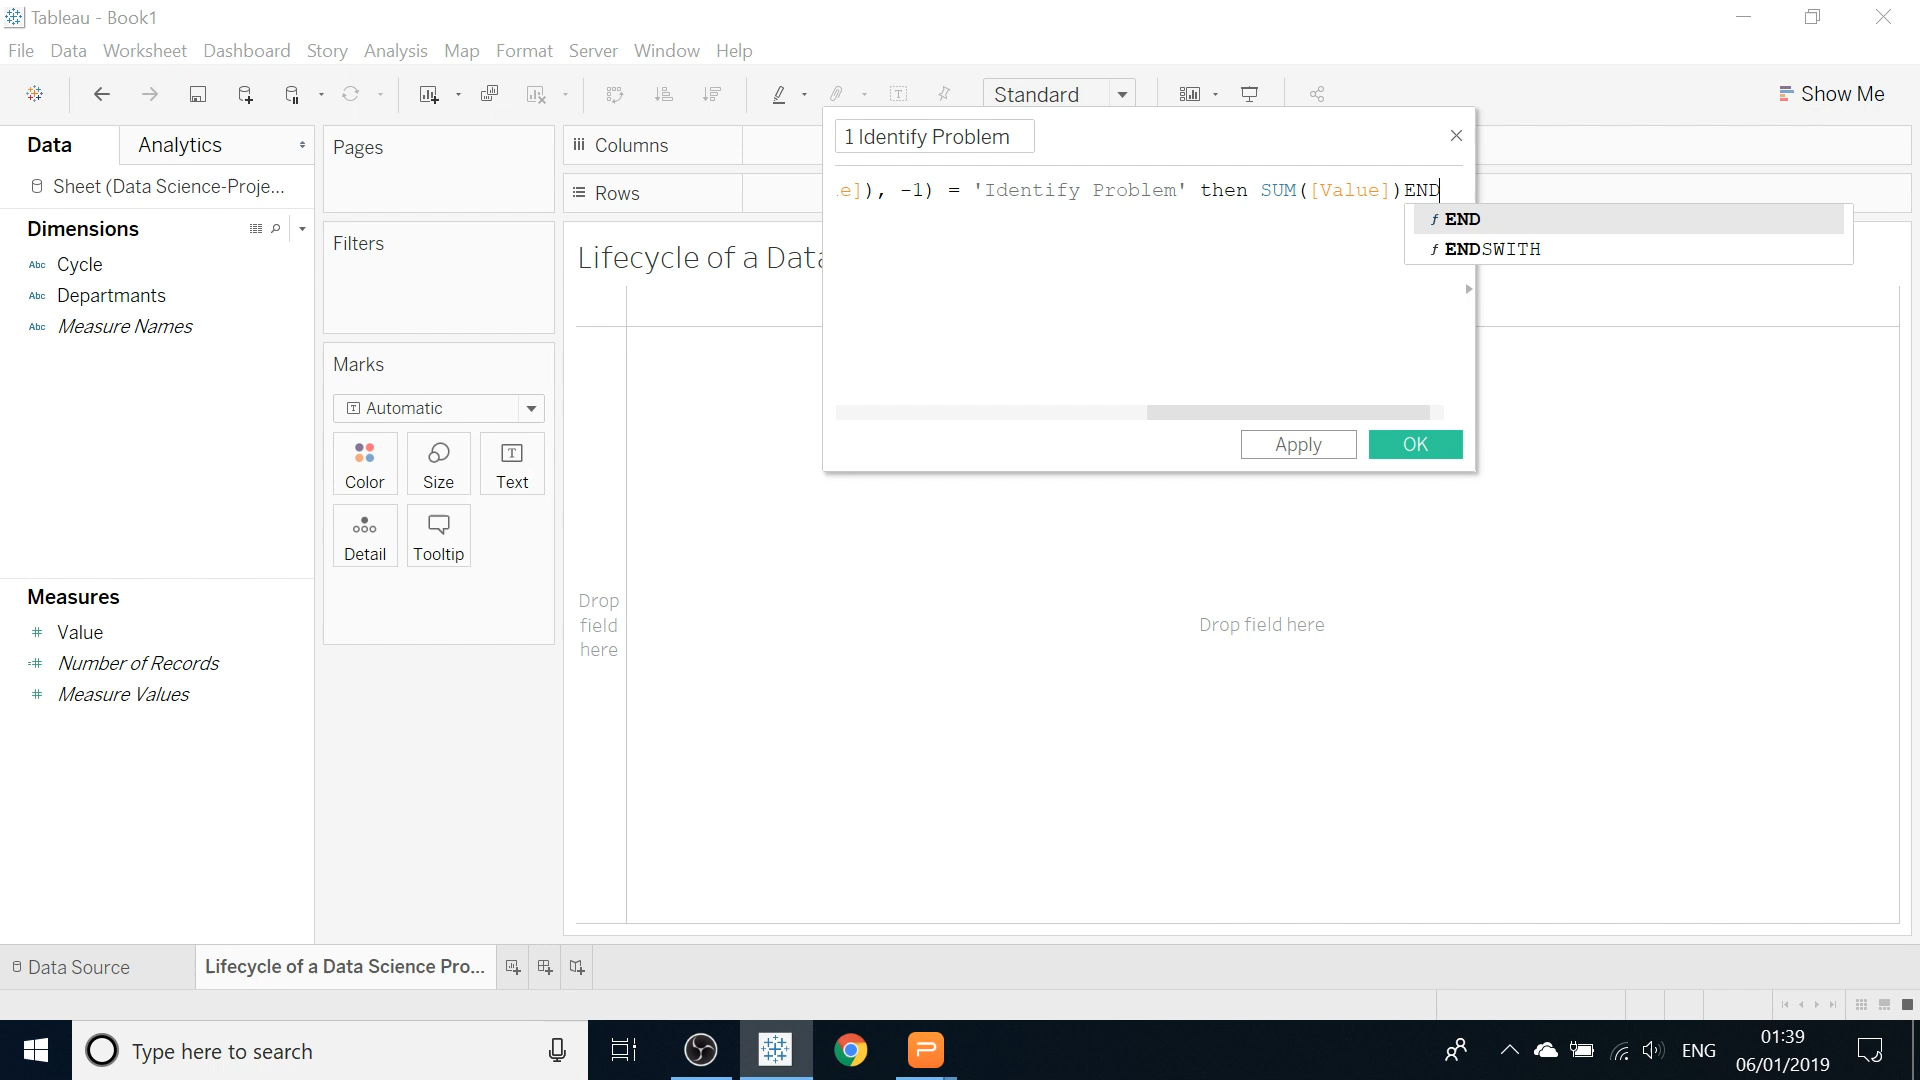 Tableau - Book1
File Data Worksheet Dashboard Story Analysis Map Format Server Window Help
Standard
Show Me
Data
Analytics
Sheet (Data Science-Proje...
Dimensions
Abc Cycle
Abc Departmants
Abc Measure Names
Measures
# Value
=# Number of Records
# Measure Values
Pages
Filters
Marks
Automatic
Color
Size
Text
Detail
Tooltip
Columns
Rows
Lifecycle of a Data
Drop
field
here
Drop field here
1 Identify Problem
e]), -1) = 'Identify Problem' then SUM([Value])END
f END
f ENDSWITH
Apply
OK
Data Source
Lifecycle of a Data Science Pro...
Type here to search
ENG
01:39
06/01/2019